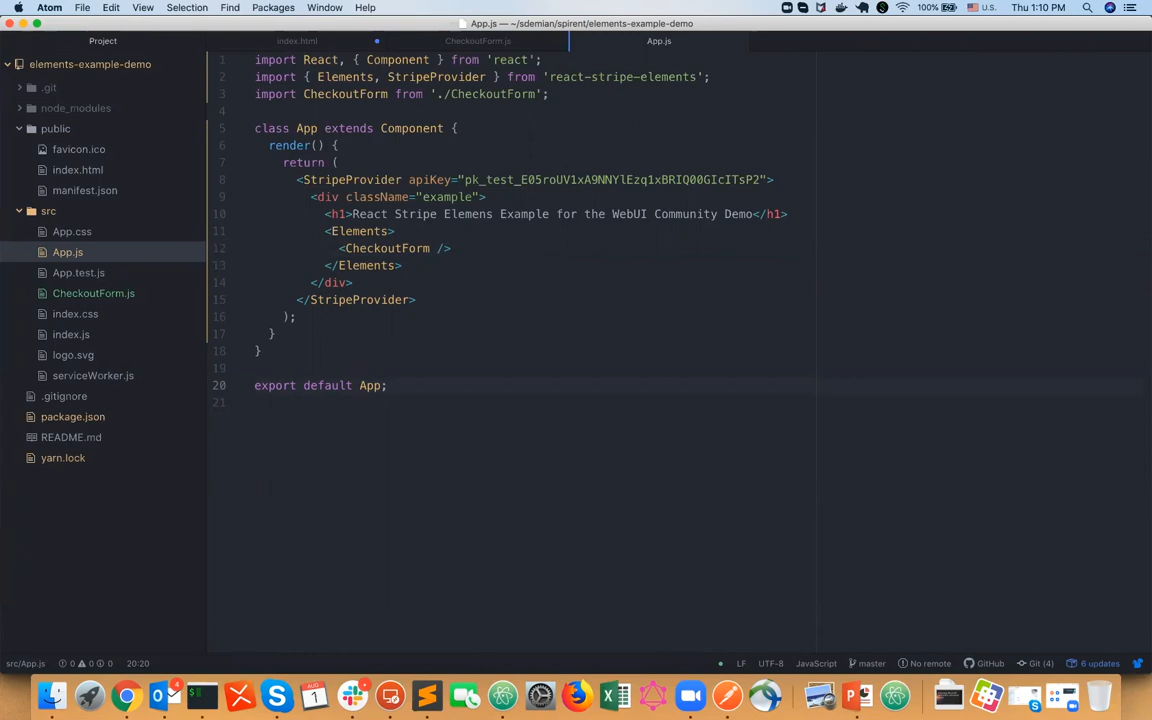 Atom File Edit View Selection Find Packages Window Help 100% U.S. Thu 1:10 PM
App.js — ~/sdemian/spirent/elements-example-demo
Project
index.html
CheckoutForm.js
App.js
elements-example-demo
.git
node_modules
public
favicon.ico
index.html
manifest.json
src
App.css
App.js
App.test.js
CheckoutForm.js
index.css
index.js
logo.svg
serviceWorker.js
.gitignore
package.json
README.md
yarn.lock
1 import React, { Component } from 'react';
2 import { Elements, StripeProvider } from 'react-stripe-elements';
3 import CheckoutForm from './CheckoutForm';
4
5 class App extends Component {
6 render() {
7 return (
8 <StripeProvider apiKey="pk_test_E05roUV1xA9NNYlEzq1xBRIQ00GIcITsP2">
9 <div className="example">
10 <h1>React Stripe Elemens Example for the WebUI Community Demo</h1>
11 <Elements>
12 <CheckoutForm />
13 </Elements>
14 </div>
15 </StripeProvider>
16 );
17 }
18 }
19
20 export default App;
21
src/App.js 0 0 0 20:20 LF UTF-8 JavaScript master No remote GitHub Git (4) 6 updates
4
AUG
1